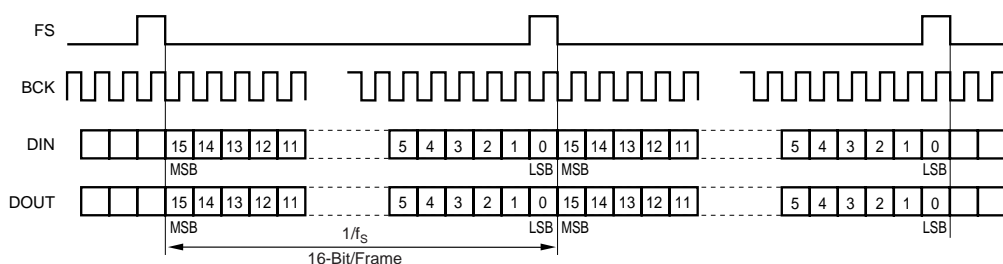 FS
BCK
DIN
15 14 13 12 11 5 4 3 2 1 0 15 14 13 12 11 5 4 3 2 1 0
MSB LSB MSB LSB
DOUT
15 14 13 12 11 5 4 3 2 1 0 15 14 13 12 11 5 4 3 2 1 0
MSB LSB MSB LSB
1/fS
16-Bit/Frame